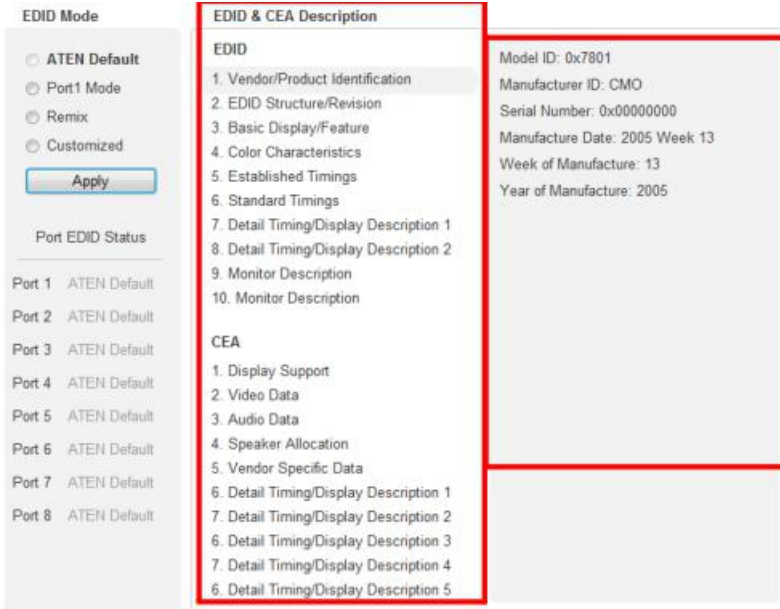 EDID Mode
ATEN Default
Port1 Mode
Remix
Customized
Apply
Port EDID Status
Port 1 ATEN Default
Port 2 ATEN Default
Port 3 ATEN Default
Port 4 ATEN Default
Port 5 ATEN Default
Port 6 ATEN Default
Port 7 ATEN Default
Port 8 ATEN Default
EDID & CEA Description
EDID
1. Vendor/Product Identification
2. EDID Structure/Revision
3. Basic Display/Feature
4. Color Characteristics
5. Established Timings
6. Standard Timings
7. Detail Timing/Display Description 1
8. Detail Timing/Display Description 2
9. Monitor Description
10. Monitor Description
CEA
1. Display Support
2. Video Data
3. Audio Data
4. Speaker Allocation
5. Vendor Specific Data
6. Detail Timing/Display Description 1
7. Detail Timing/Display Description 2
6. Detail Timing/Display Description 3
7. Detail Timing/Display Description 4
6. Detail Timing/Display Description 5
Model ID: 0x7801
Manufacturer ID: CMO
Serial Number: 0x00000000
Manufacture Date: 2005 Week 13
Week of Manufacture: 13
Year of Manufacture: 2005